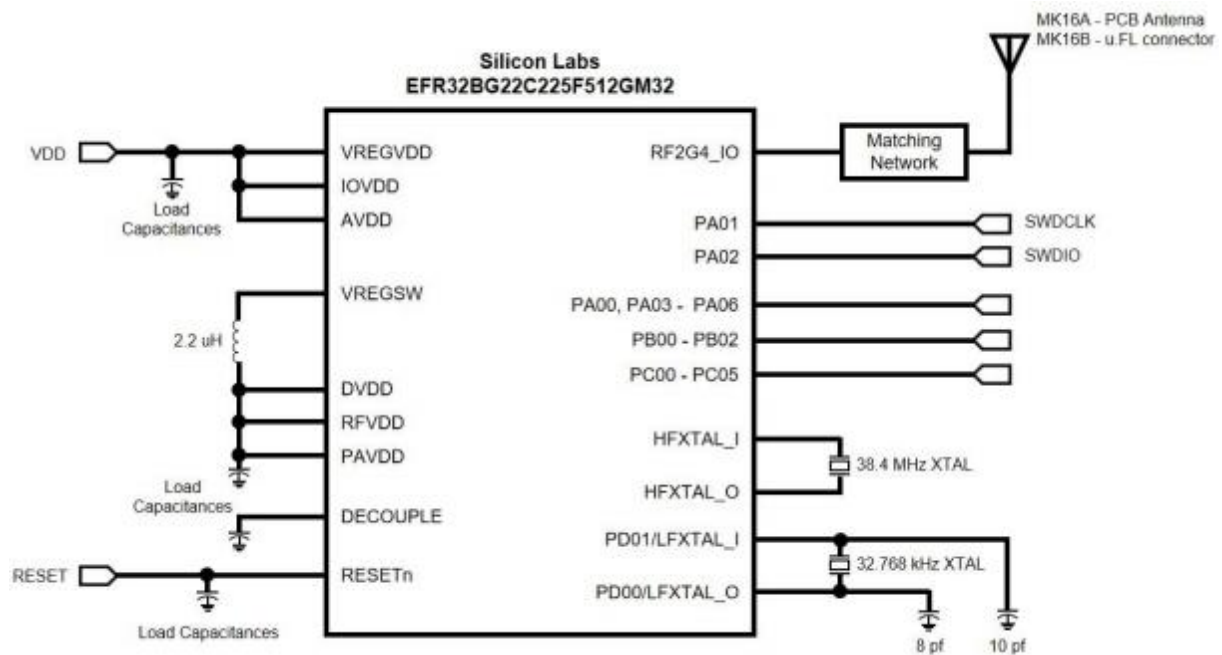 MK16A - PCB Antenna
MK16B - u.FL connector
Silicon Labs
EFR32BG22C225F512GM32
VDD
VREGVDD
IOVDD
AVDD
Load
Capacitances
VREGSW
2.2 uH
DVDD
RFVDD
PAVDD
Load
Capacitances
DECOUPLE
RESET
RESETn
Load Capacitances
RF2G4_IO
Matching
Network
PA01
SWDCLK
PA02
SWDIO
PA00, PA03 - PA06
PB00 - PB02
PC00 - PC05
HFXTAL_I
38.4 MHz XTAL
HFXTAL_O
PD01/LFXTAL_I
32.768 kHz XTAL
PD00/LFXTAL_O
8 pf
10 pf